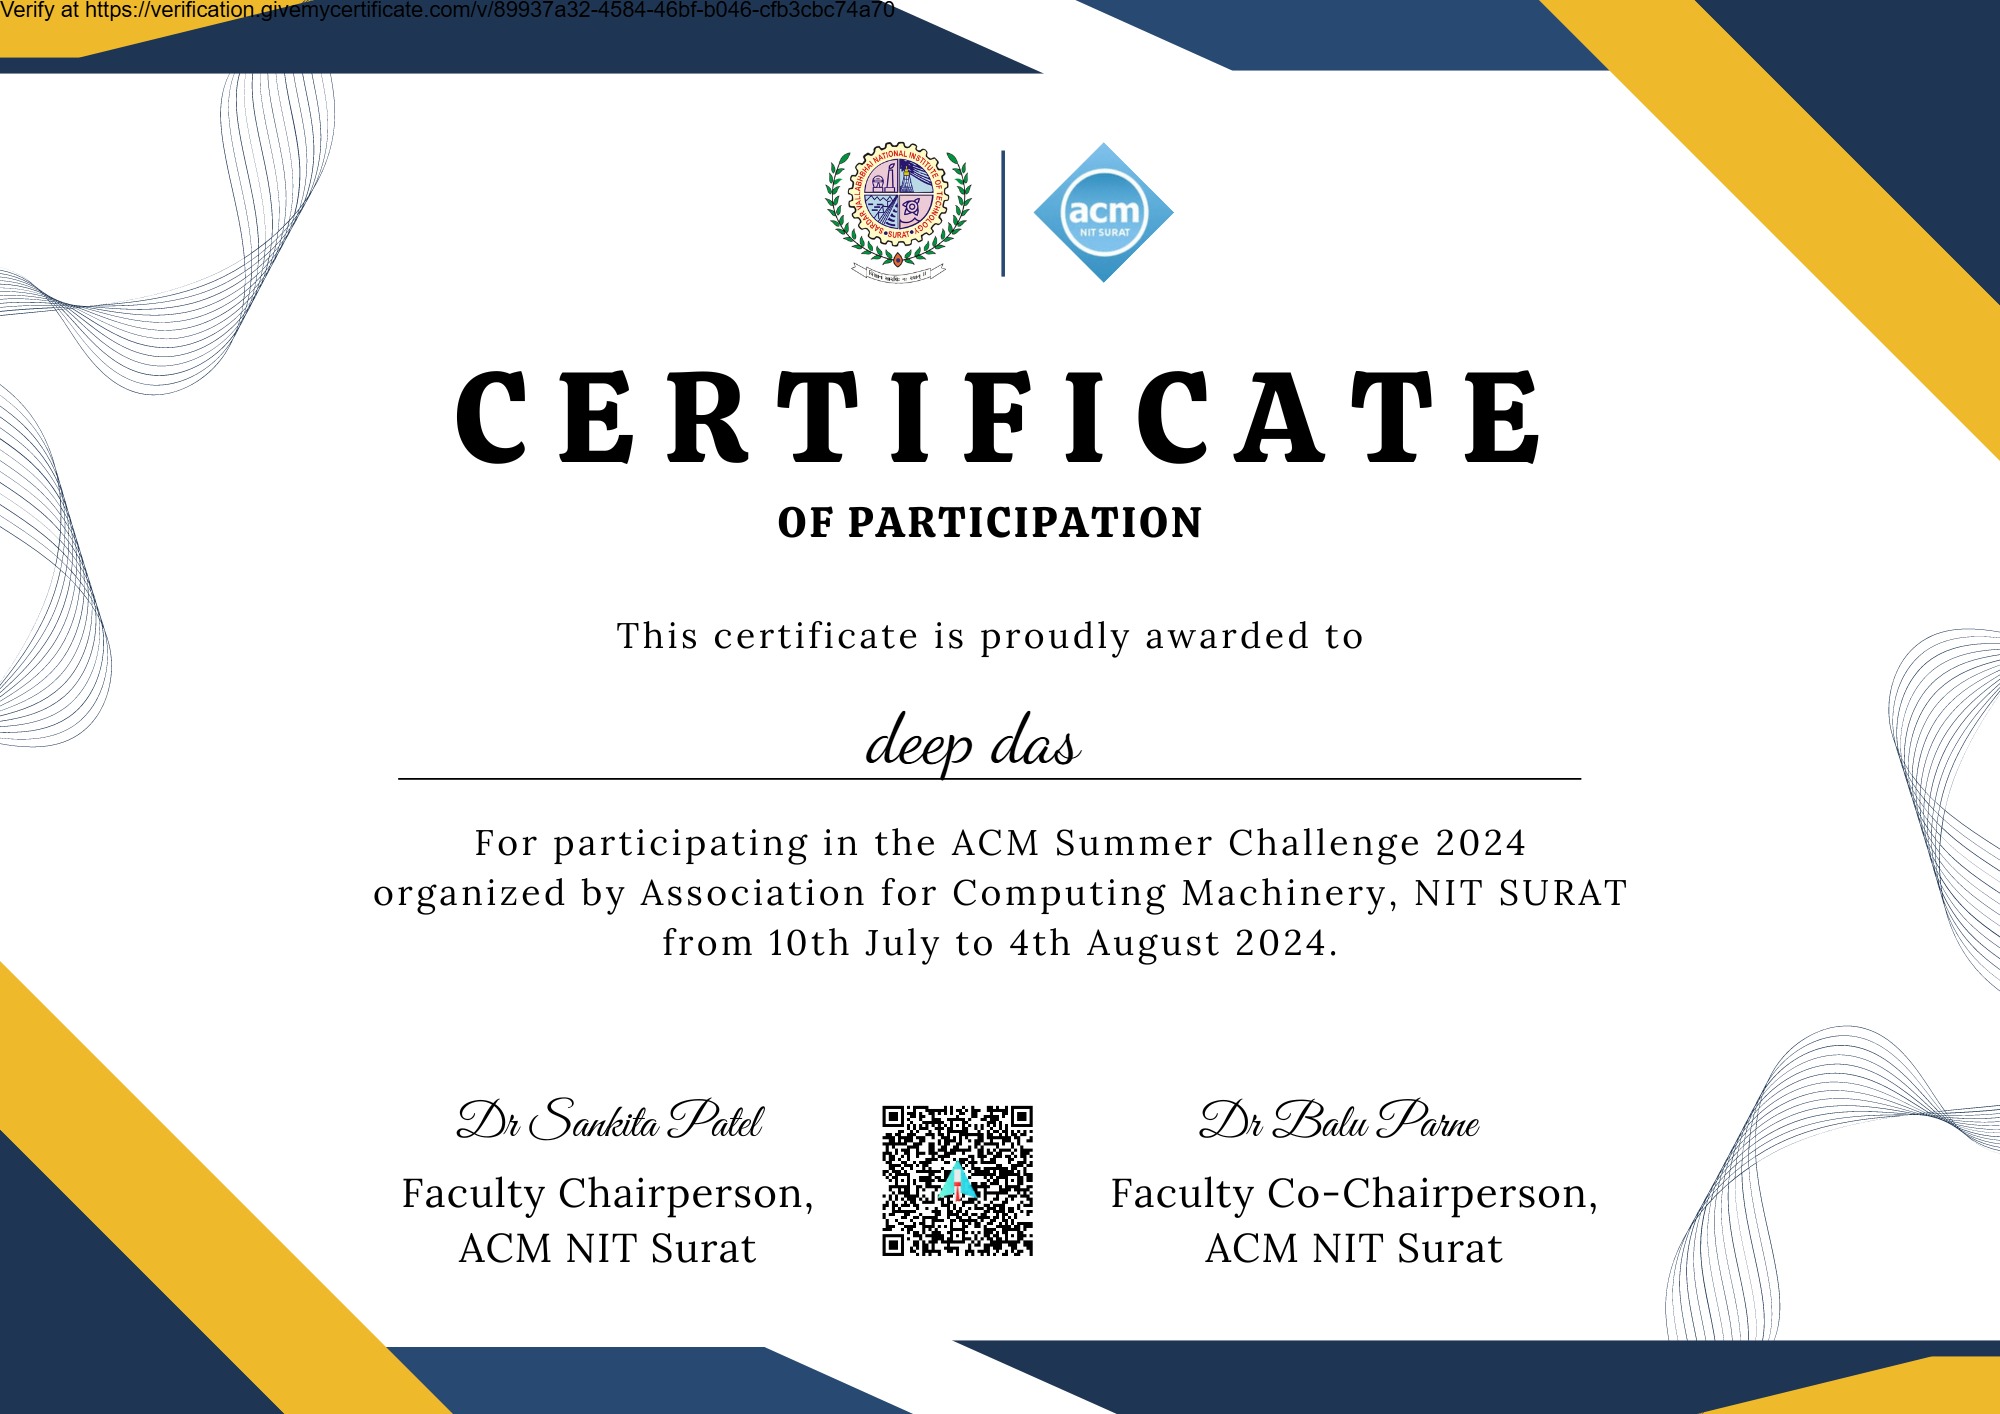 Verify at https://verification.givemycertificate.com/v/89937a32-4584-46bf-b046-cfb3cbc74a70
SARDAR VALLABHBHAI NATIONAL INSTITUTE OF TECHNOLOGY
SURAT
acm
NIT SURAT
CERTIFICATE
OF PARTICIPATION
This certificate is proudly awarded to
deep das
For participating in the ACM Summer Challenge 2024
organized by Association for Computing Machinery, NIT SURAT
from 10th July to 4th August 2024.
Dr Sankita Patel
Faculty Chairperson,
ACM NIT Surat
Dr Balu Parne
Faculty Co-Chairperson,
ACM NIT Surat